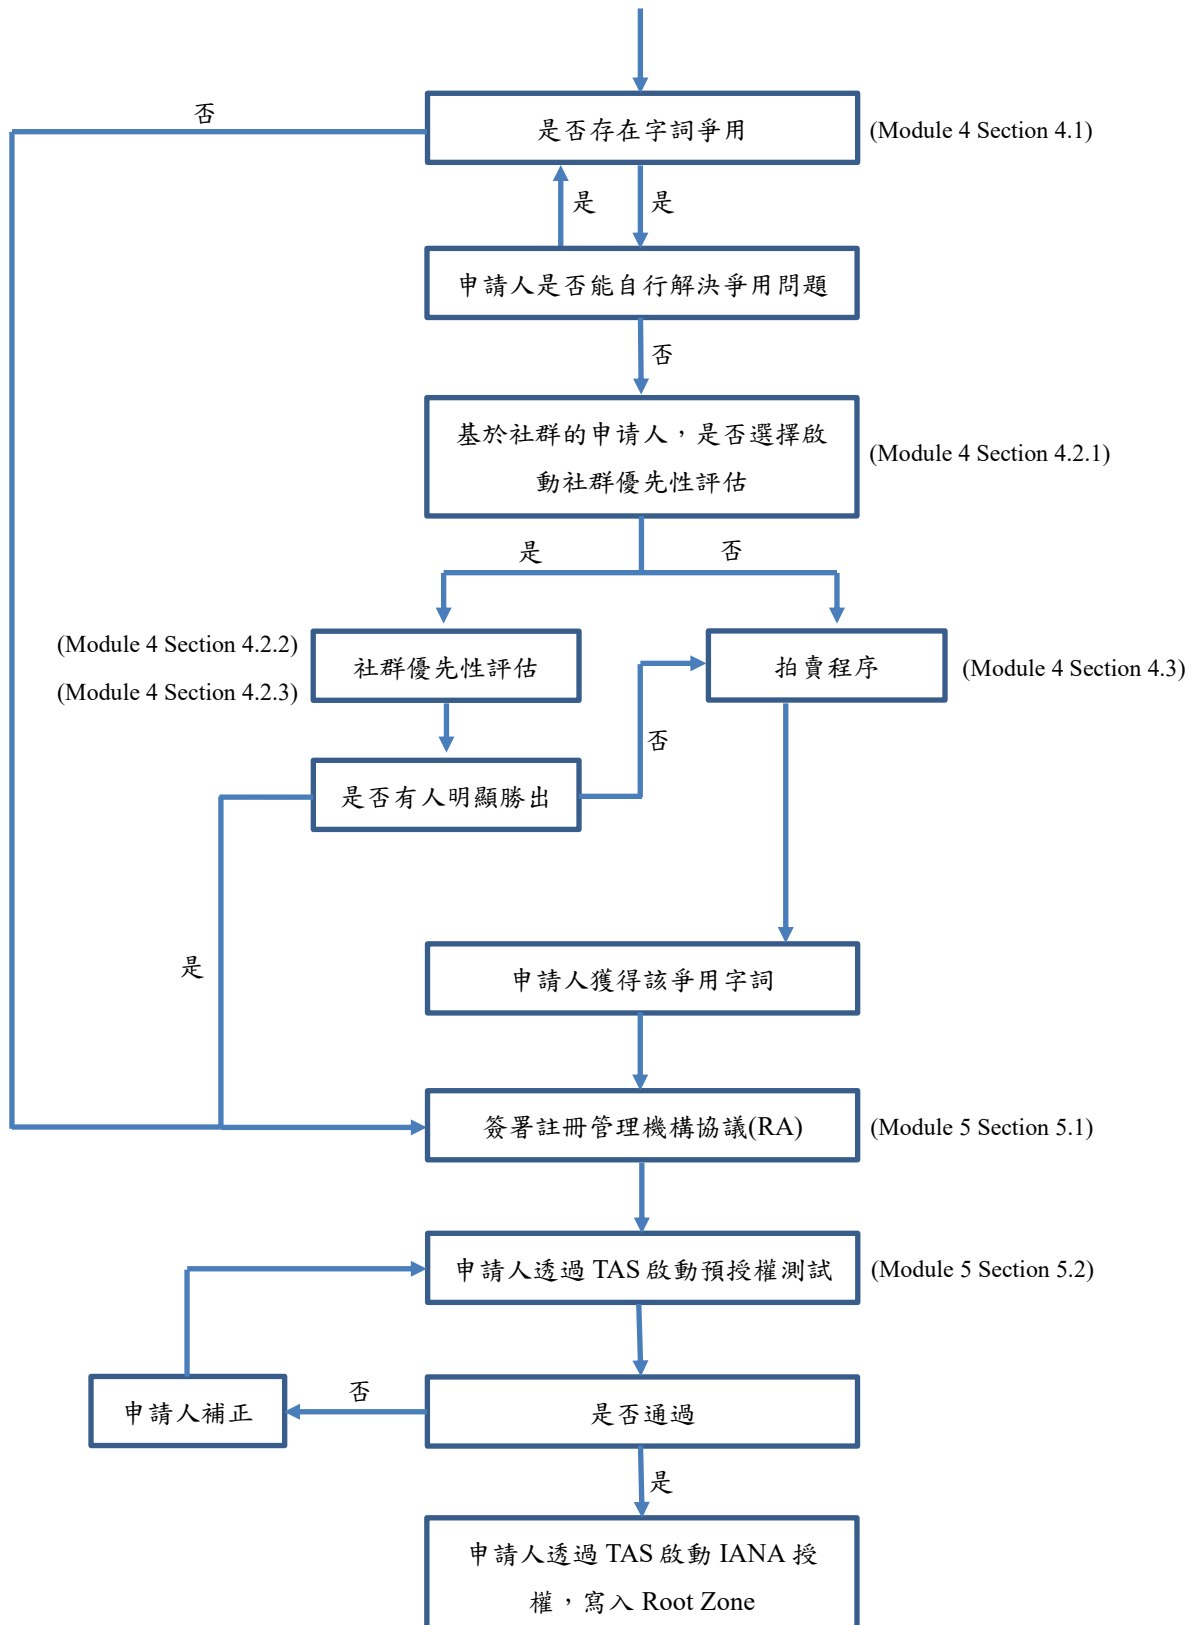 否
是否存在字詞爭用
(Module 4 Section 4.1)
是
是
申請人是否能自行解決爭用問題
否
基於社群的申请人，是否選擇啟
動社群優先性評估
(Module 4 Section 4.2.1)
是
否
(Module 4 Section 4.2.2)
(Module 4 Section 4.2.3)
社群優先性評估
拍賣程序
(Module 4 Section 4.3)
否
是否有人明顯勝出
是
申請人獲得該爭用字詞
簽署註冊管理機構協議(RA)
(Module 5 Section 5.1)
申請人透過 TAS 啟動預授權測試
(Module 5 Section 5.2)
申請人補正
否
是否通過
是
申請人透過 TAS 啟動 IANA 授
權，寫入 Root Zone